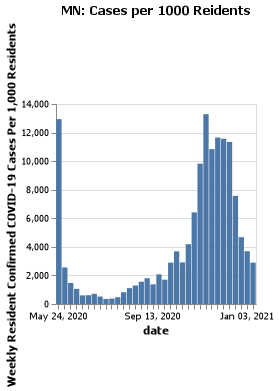 MN: Cases per 1000 Reidents
Weekly Resident Confirmed COVID-19 Cases Per 1,000 Residents
14,000
12,000
10,000
8,000
6,000
4,000
2,000
0
May 24, 2020 Sep 13, 2020 Jan 03, 2021
date